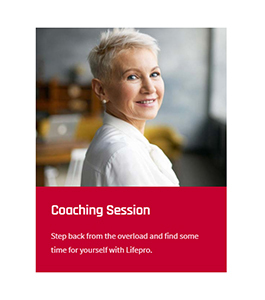 Coaching Session
Step back from the overload and find some
time for yourself with Lifepro.